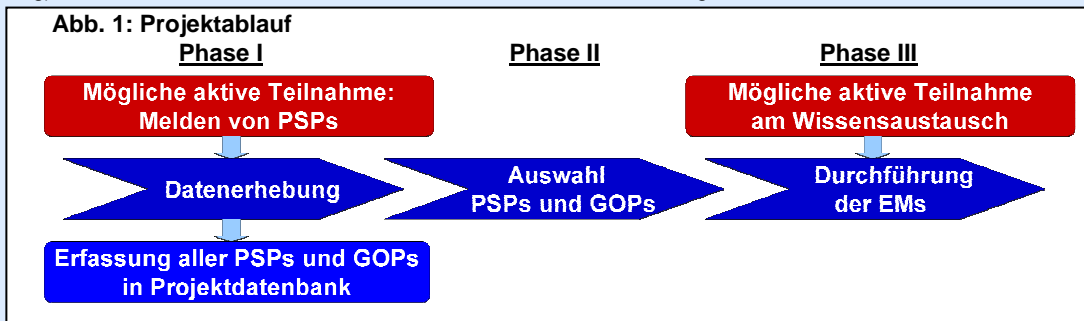 Abb. 1: Projektablauf
Phase I
Phase II
Phase III
Mögliche aktive Teilnahme:
Melden von PSPs
Mögliche aktive Teilnahme
am Wissensaustausch
Datenerhebung
Auswahl
PSPs und GOPs
Durchführung
der EMs
Erfassung aller PSPs und GOPs
in Projektdatenbank